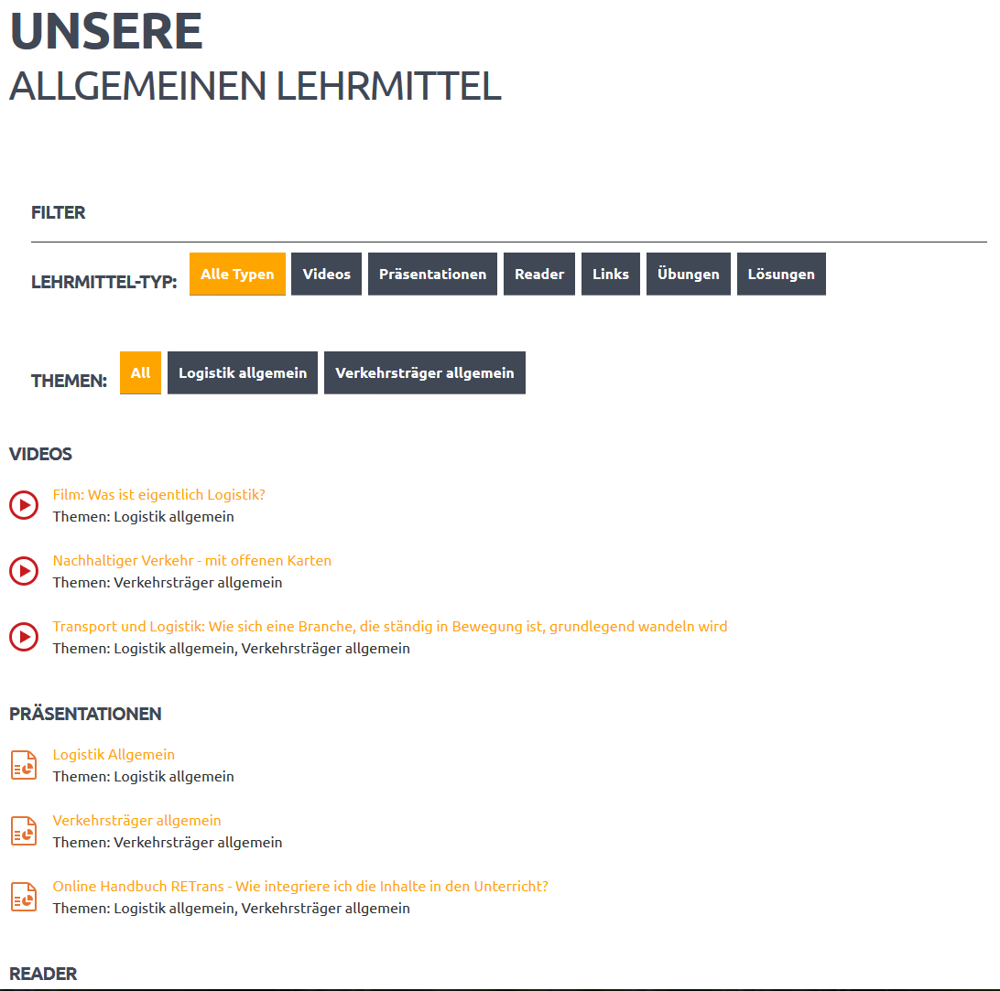 UNSERE
ALLGEMEINEN LEHRMITTEL
FILTER
LEHRMITTEL-TYP: Alle Typen Videos Präsentationen Reader Links Übungen Lösungen
THEMEN: All Logistik allgemein Verkehrsträger allgemein
VIDEOS
Film: Was ist eigentlich Logistik?
Themen: Logistik allgemein
Nachhaltiger Verkehr - mit offenen Karten
Themen: Verkehrsträger allgemein
Transport und Logistik: Wie sich eine Branche, die ständig in Bewegung ist, grundlegend wandeln wird
Themen: Logistik allgemein, Verkehrsträger allgemein
PRÄSENTATIONEN
Logistik Allgemein
Themen: Logistik allgemein
Verkehrsträger allgemein
Themen: Verkehrsträger allgemein
Online Handbuch RETrans - Wie integriere ich die Inhalte in den Unterricht?
Themen: Logistik allgemein, Verkehrsträger allgemein
READER